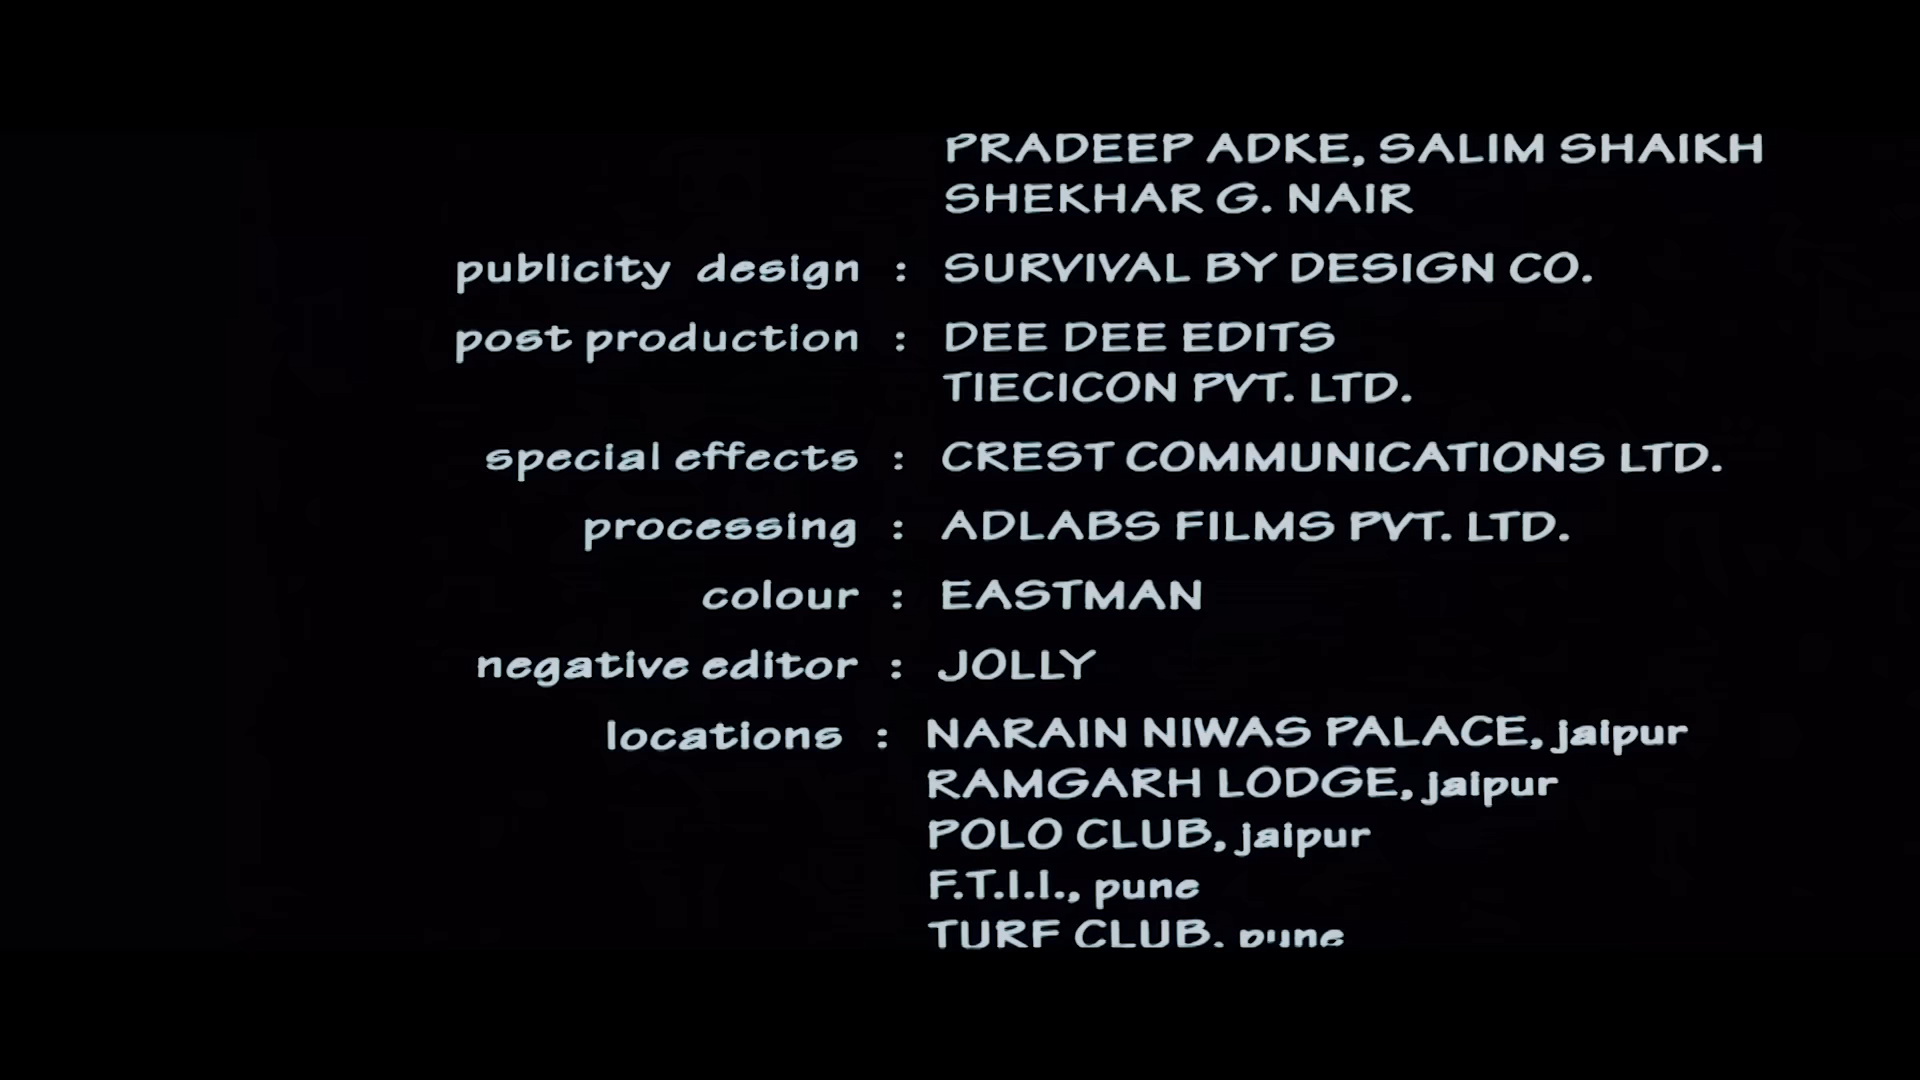 PRADEEP ADKE, SALIM SHAIKH
SHEKHAR G. NAIR
publicity design : SURVIVAL BY DESIGN CO.
post production : DEE DEE EDITS
TIECICON PVT. LTD.
special effects : CREST COMMUNICATIONS LTD.
processing : ADLABS FILMS PVT. LTD.
colour : EASTMAN
negative editor : JOLLY
locations : NARAIN NIWAS PALACE, jaipur
RAMGARH LODGE, jaipur
POLO CLUB, jaipur
F.T.I.I., pune
TURF CLUB, pune